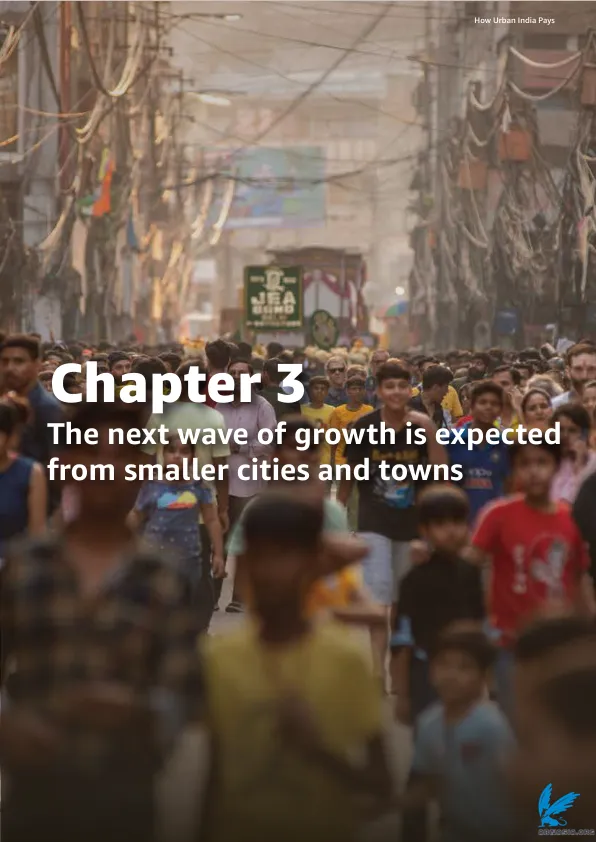 How Urban India Pays
JEA
BAND
Chapter 3
The next wave of growth is expected
from smaller cities and towns